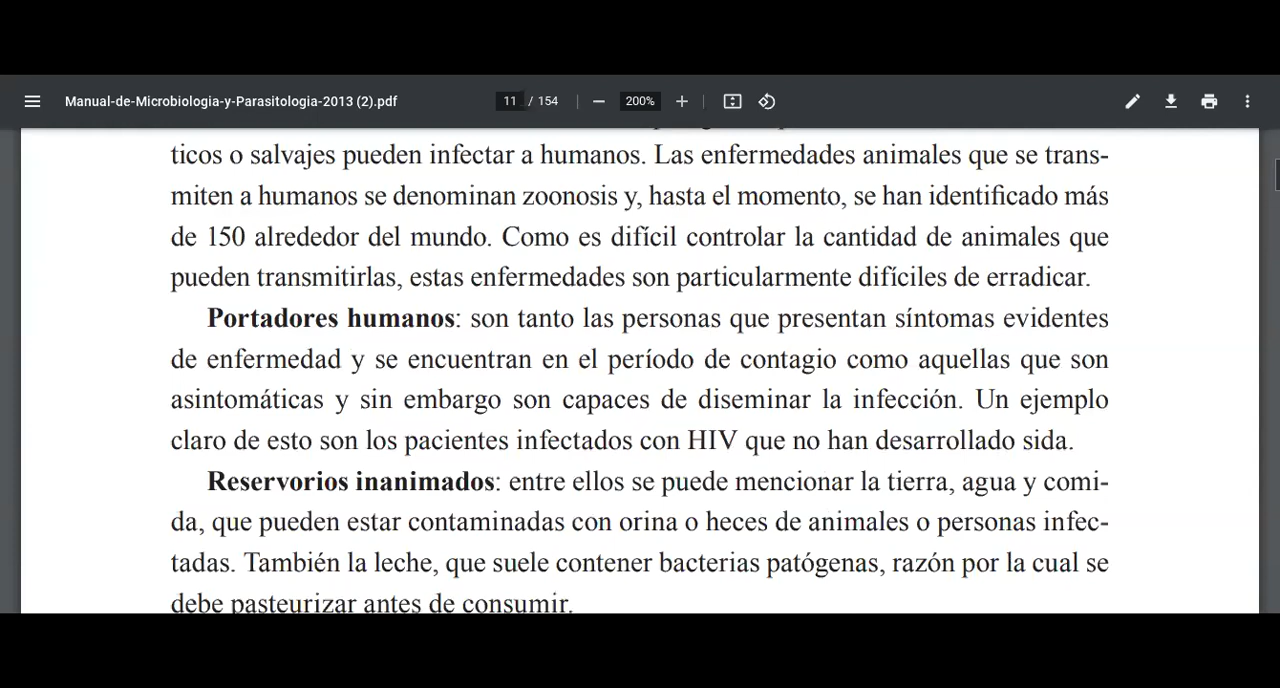 Manual-de-Microbiologia-y-Parasitologia-2013 (2).pdf 11 / 154 200%
ticos o salvajes pueden infectar a humanos. Las enfermedades animales que se trans-
miten a humanos se denominan zoonosis y, hasta el momento, se han identificado más
de 150 alrededor del mundo. Como es difícil controlar la cantidad de animales que
pueden transmitirlas, estas enfermedades son particularmente difíciles de erradicar.
Portadores humanos: son tanto las personas que presentan síntomas evidentes
de enfermedad y se encuentran en el período de contagio como aquellas que son
asintomáticas y sin embargo son capaces de diseminar la infección. Un ejemplo
claro de esto son los pacientes infectados con HIV que no han desarrollado sida.
Reservorios inanimados: entre ellos se puede mencionar la tierra, agua y comi-
da, que pueden estar contaminadas con orina o heces de animales o personas infec-
tadas. También la leche, que suele contener bacterias patógenas, razón por la cual se
debe pasteurizar antes de consumir.